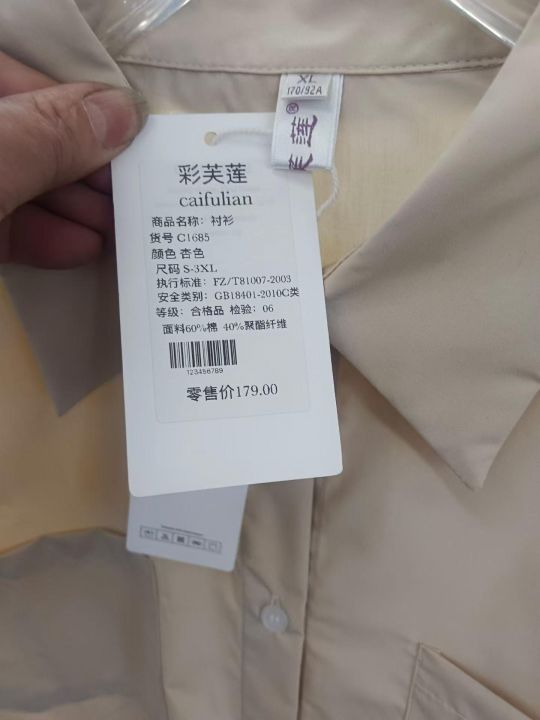 XL
170/92A
芙莲®
彩芙莲
caifulian
商品名称：衬衫
货号 C1685
颜色 杏色
尺码 S-3XL
执行标准：FZ/T81007-2003
安全类别：GB18401-2010C类
等级：合格品 检验：06
面料60%棉 40%聚酯纤维
123456789
零售价179.00